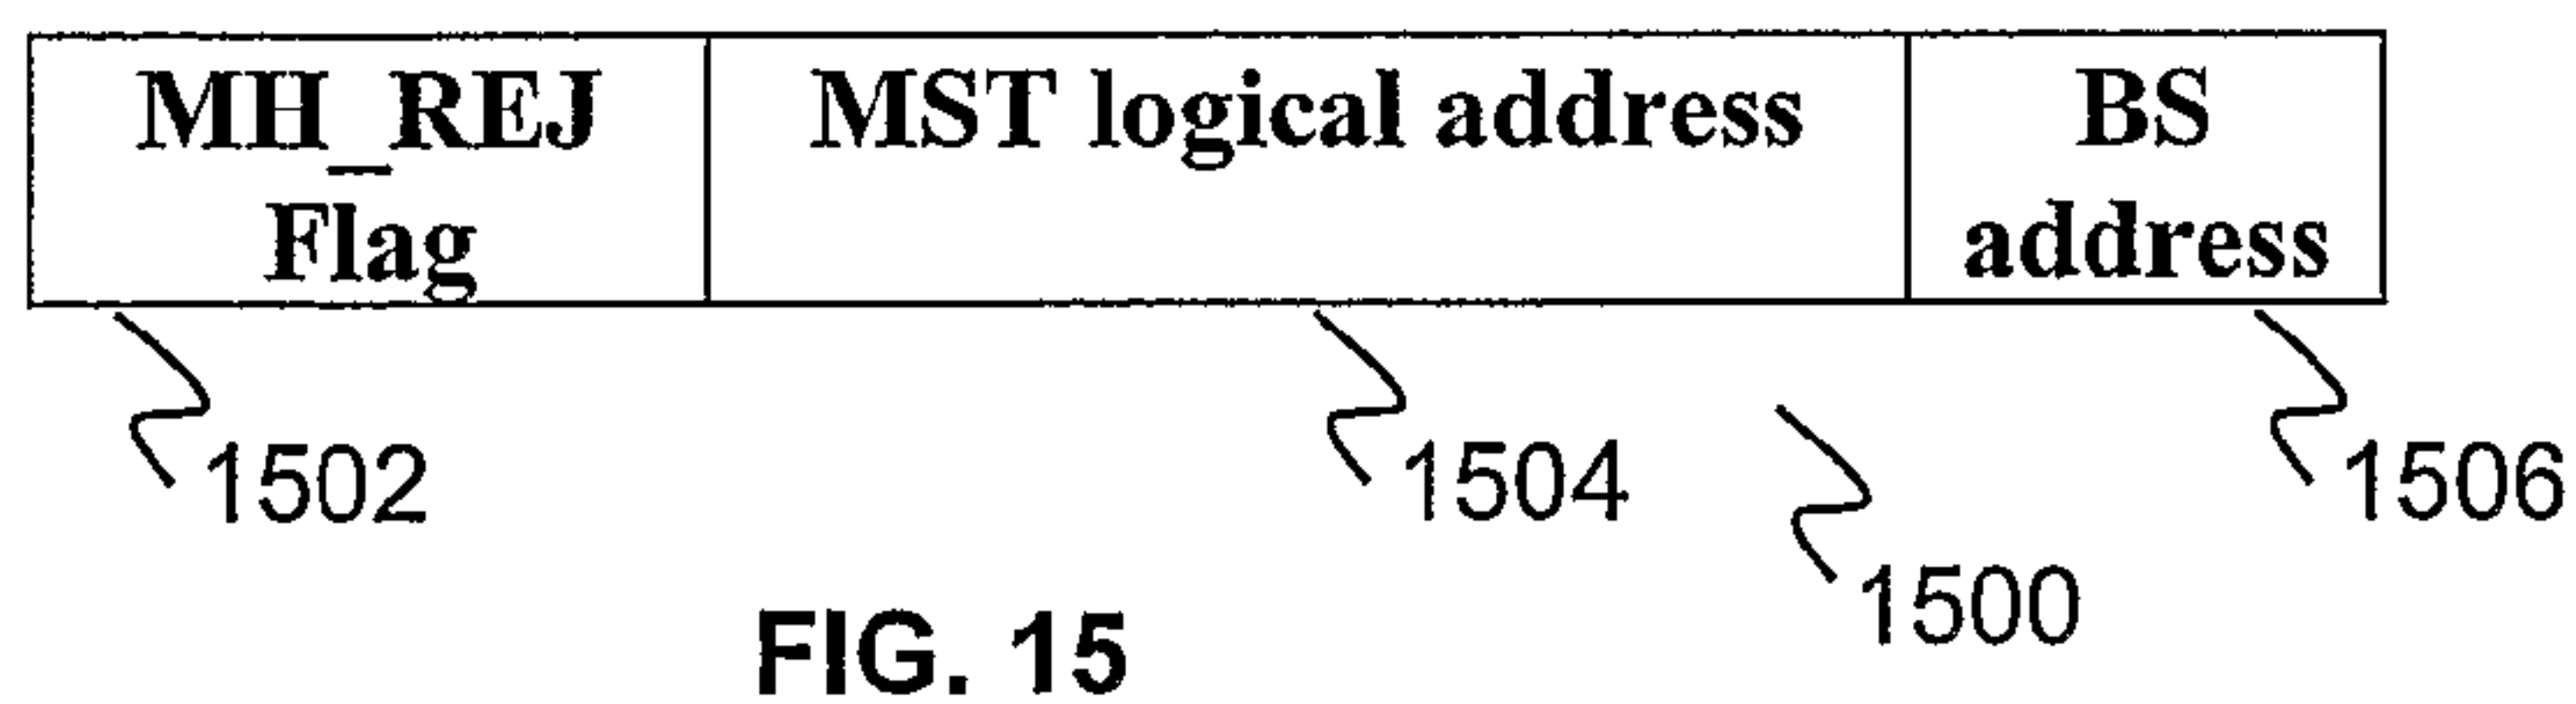 MH_REJ
Flag
MST logical address
BS
address
1502
1504
1506
1500
FIG. 15